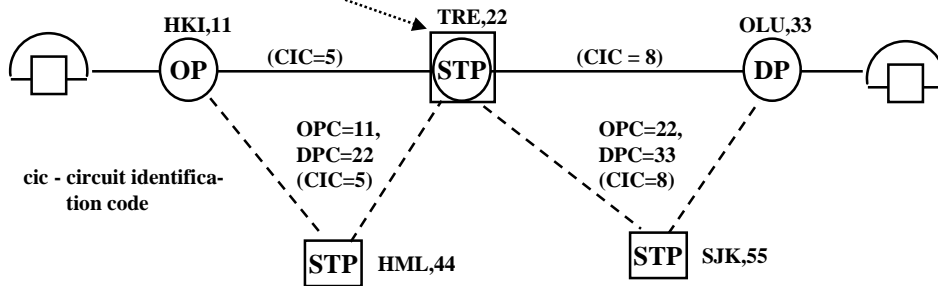 TRE,22
HKI,11
OLU,33
(CIC=5)
(CIC = 8)
OP
STP
DP
OPC=11,
DPC=22
(CIC=5)
OPC=22,
DPC=33
(CIC=8)
cic - circuit identifica-
tion code
STP
HML,44
STP
SJK,55